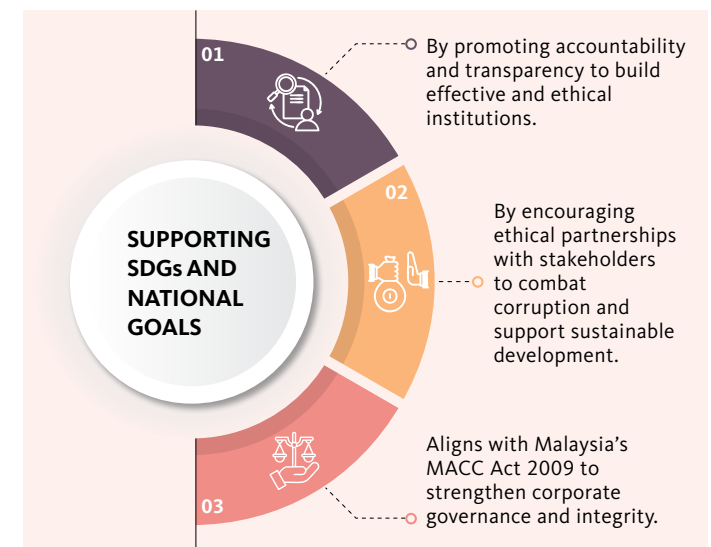 01
By promoting accountability
and transparency to build
effective and ethical
institutions.
SUPPORTING
SDGs AND
NATIONAL
GOALS
02
By encouraging
ethical partnerships
with stakeholders
to combat
corruption and
support sustainable
development.
03
Aligns with Malaysia's
MACC Act 2009 to
strengthen corporate
governance and integrity.